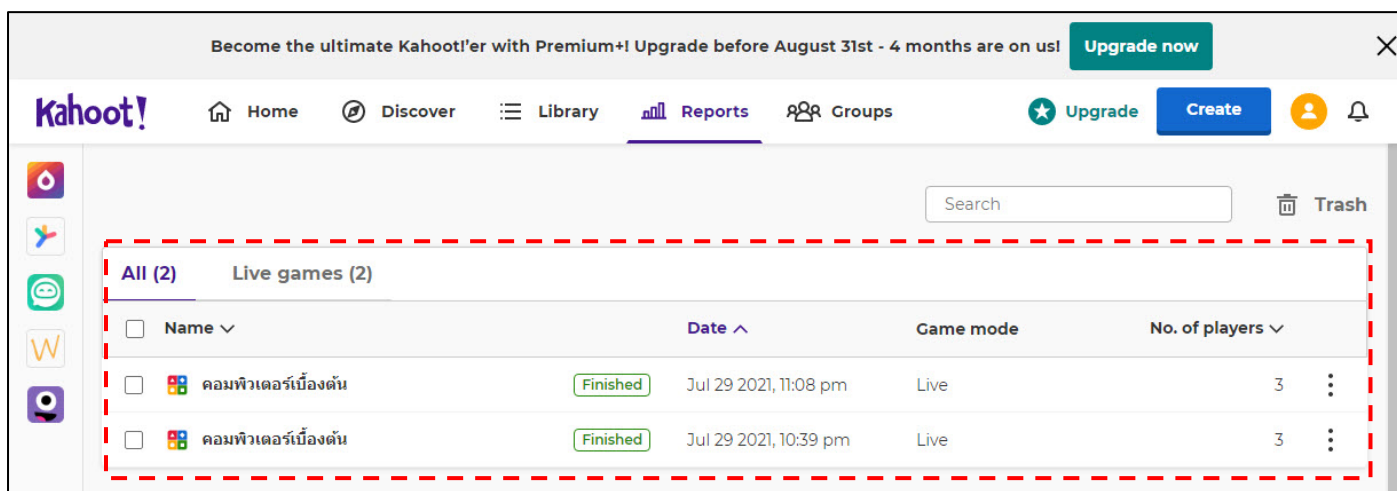 Become the ultimate Kahoot!'er with Premium+! Upgrade before August 31st - 4 months are on us! Upgrade now
Kahoot! Home Discover Library Reports Groups Upgrade Create
Search Trash
All (2) Live games (2)
Name Date Game mode No. of players
คอมพิวเตอร์เบื้องต้น Finished Jul 29 2021, 11:08 pm Live 3
คอมพิวเตอร์เบื้องต้น Finished Jul 29 2021, 10:39 pm Live 3